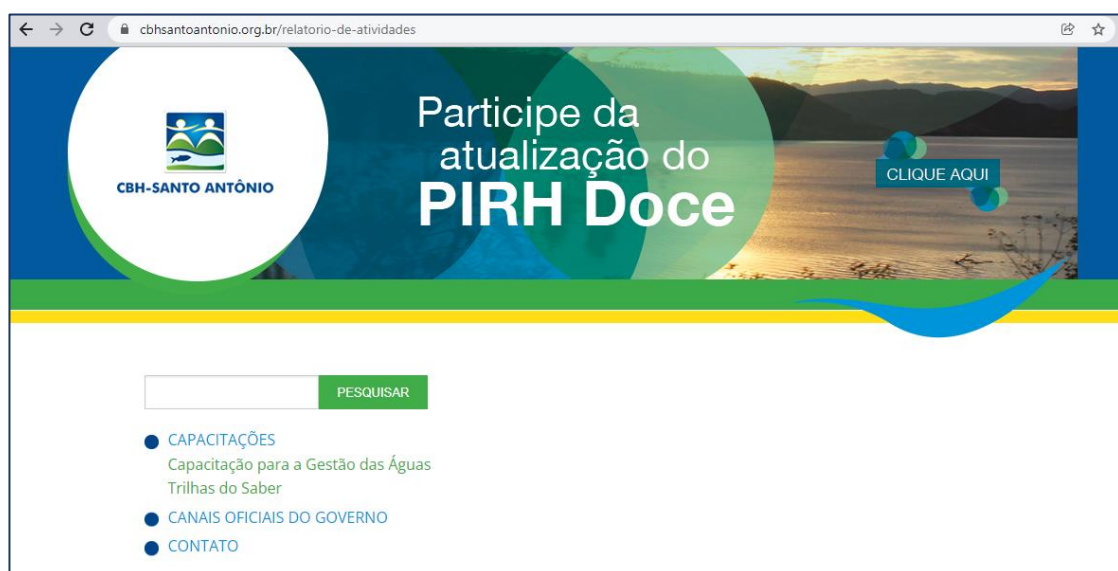 cbhsantoantonio.org.br/relatorio-de-atividades
CBH-SANTO ANTÔNIO
Participe da
atualização do
PIRH Doce
CLIQUE AQUI
PESQUISAR
CAPACITAÇÕES
Capacitação para a Gestão das Águas
Trilhas do Saber
CANAIS OFICIAIS DO GOVERNO
CONTATO